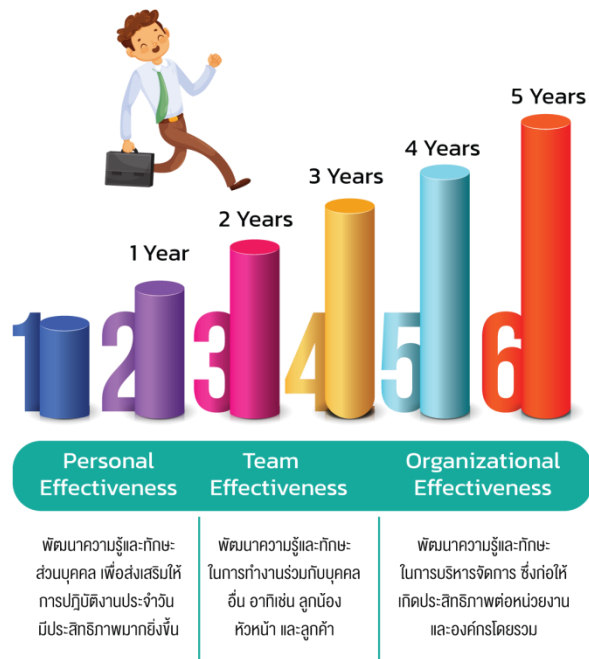 5 Years
4 Years
3 Years
2 Years
1 Year
1 2 3 4 5 6
Personal
Effectiveness
Team
Effectiveness
Organizational
Effectiveness
พัฒนาความรู้และทักษะ
ส่วนบุคคล เพื่อส่งเสริมให้
การปฏิบัติงานประจำวัน
มีประสิทธิภาพมากยิ่งขึ้น
พัฒนาความรู้และทักษะ
ในการทำงานร่วมกับบุคคล
อื่น อาทิเช่น ลูกน้อง
หัวหน้า และลูกค้า
พัฒนาความรู้และทักษะ
ในการบริหารจัดการ ซึ่งก่อให้
เกิดประสิทธิภาพต่อหน่วยงาน
และองค์กรโดยรวม